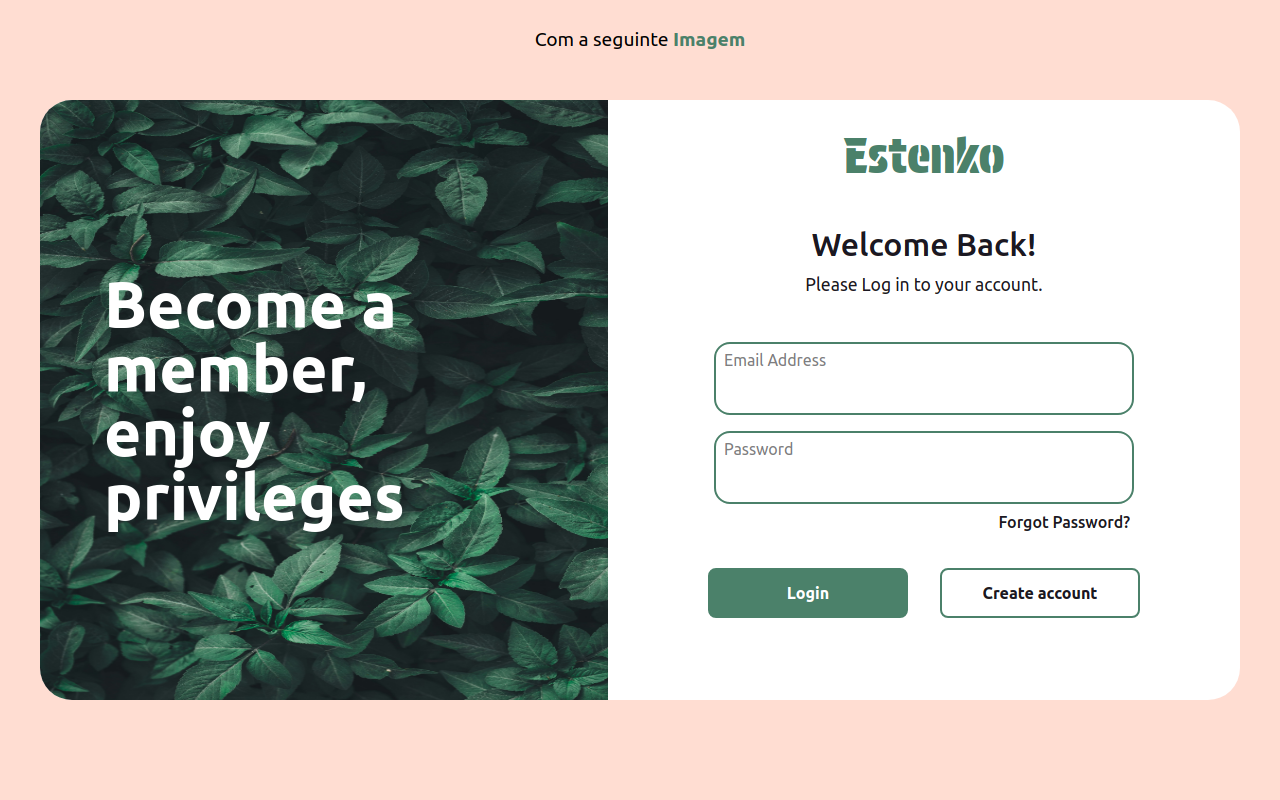 Com a seguinte Imagem
Become a
member,
enjoy
privileges
Estenko
Welcome Back!
Please Log in to your account.
Email Address
Password
Forgot Password?
Login
Create account